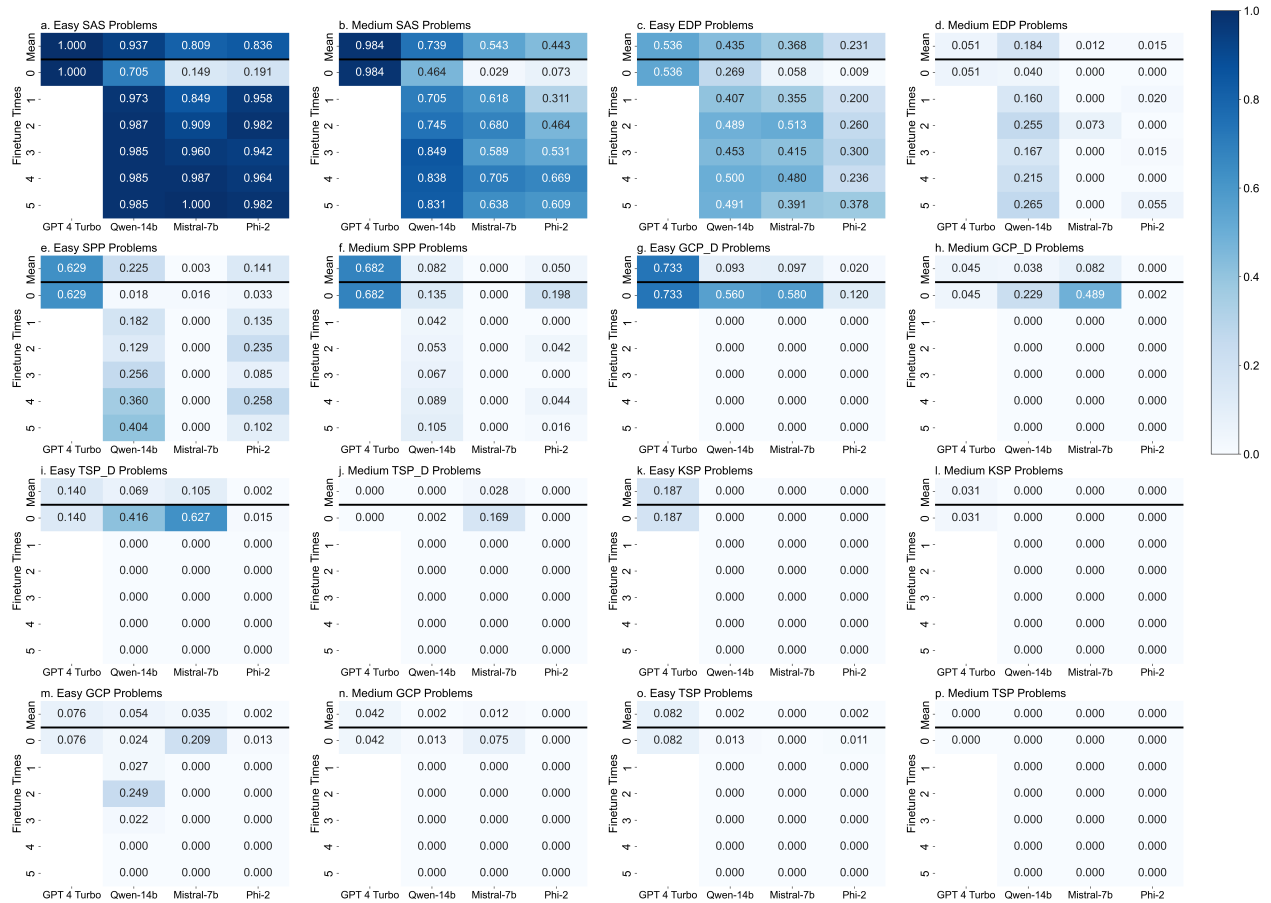 a. Easy SAS Problems
Mean 1.000 0.937 0.809 0.836
0 1.000 0.705 0.149 0.191
1 0.973 0.849 0.958
2 0.987 0.909 0.982
3 0.985 0.960 0.942
4 0.985 0.987 0.964
5 0.985 1.000 0.982
Finetune Times
GPT 4 Turbo Qwen-14b Mistral-7b Phi-2
b. Medium SAS Problems
Mean 0.984 0.739 0.543 0.443
0 0.984 0.464 0.029 0.073
1 0.705 0.618 0.311
2 0.745 0.680 0.464
3 0.849 0.589 0.531
4 0.838 0.705 0.669
5 0.831 0.638 0.609
Finetune Times
GPT 4 Turbo Qwen-14b Mistral-7b Phi-2
c. Easy EDP Problems
Mean 0.536 0.435 0.368 0.231
0 0.536 0.269 0.058 0.009
1 0.407 0.355 0.200
2 0.489 0.513 0.260
3 0.453 0.415 0.300
4 0.500 0.480 0.236
5 0.491 0.391 0.378
Finetune Times
GPT 4 Turbo Qwen-14b Mistral-7b Phi-2
d. Medium EDP Problems
Mean 0.051 0.184 0.012 0.015
0 0.051 0.040 0.000 0.000
1 0.160 0.000 0.020
2 0.255 0.073 0.000
3 0.167 0.000 0.015
4 0.215 0.000 0.000
5 0.265 0.000 0.055
Finetune Times
GPT 4 Turbo Qwen-14b Mistral-7b Phi-2
e. Easy SPP Problems
Mean 0.629 0.225 0.003 0.141
0 0.629 0.018 0.016 0.033
1 0.182 0.000 0.135
2 0.129 0.000 0.235
3 0.256 0.000 0.085
4 0.360 0.000 0.258
5 0.404 0.000 0.102
Finetune Times
GPT 4 Turbo Qwen-14b Mistral-7b Phi-2
f. Medium SPP Problems
Mean 0.682 0.082 0.000 0.050
0 0.682 0.135 0.000 0.198
1 0.042 0.000 0.000
2 0.053 0.000 0.042
3 0.067 0.000 0.000
4 0.089 0.000 0.044
5 0.105 0.000 0.016
Finetune Times
GPT 4 Turbo Qwen-14b Mistral-7b Phi-2
g. Easy GCP_D Problems
Mean 0.733 0.093 0.097 0.020
0 0.733 0.560 0.580 0.120
1 0.000 0.000 0.000
2 0.000 0.000 0.000
3 0.000 0.000 0.000
4 0.000 0.000 0.000
5 0.000 0.000 0.000
Finetune Times
GPT 4 Turbo Qwen-14b Mistral-7b Phi-2
h. Medium GCP_D Problems
Mean 0.045 0.038 0.082 0.000
0 0.045 0.229 0.489 0.002
1 0.000 0.000 0.000
2 0.000 0.000 0.000
3 0.000 0.000 0.000
4 0.000 0.000 0.000
5 0.000 0.000 0.000
Finetune Times
GPT 4 Turbo Qwen-14b Mistral-7b Phi-2
i. Easy TSP_D Problems
Mean 0.140 0.069 0.105 0.002
0 0.140 0.416 0.627 0.015
1 0.000 0.000 0.000
2 0.000 0.000 0.000
3 0.000 0.000 0.000
4 0.000 0.000 0.000
5 0.000 0.000 0.000
Finetune Times
GPT 4 Turbo Qwen-14b Mistral-7b Phi-2
j. Medium TSP_D Problems
Mean 0.000 0.000 0.028 0.000
0 0.000 0.002 0.169 0.000
1 0.000 0.000 0.000
2 0.000 0.000 0.000
3 0.000 0.000 0.000
4 0.000 0.000 0.000
5 0.000 0.000 0.000
Finetune Times
GPT 4 Turbo Qwen-14b Mistral-7b Phi-2
k. Easy KSP Problems
Mean 0.187 0.000 0.000 0.000
0 0.187 0.000 0.000 0.000
1 0.000 0.000 0.000
2 0.000 0.000 0.000
3 0.000 0.000 0.000
4 0.000 0.000 0.000
5 0.000 0.000 0.000
Finetune Times
GPT 4 Turbo Qwen-14b Mistral-7b Phi-2
l. Medium KSP Problems
Mean 0.031 0.000 0.000 0.000
0 0.031 0.000 0.000 0.000
1 0.000 0.000 0.000
2 0.000 0.000 0.000
3 0.000 0.000 0.000
4 0.000 0.000 0.000
5 0.000 0.000 0.000
Finetune Times
GPT 4 Turbo Qwen-14b Mistral-7b Phi-2
m. Easy GCP Problems
Mean 0.076 0.054 0.035 0.002
0 0.076 0.024 0.209 0.013
1 0.027 0.000 0.000
2 0.249 0.000 0.000
3 0.022 0.000 0.000
4 0.000 0.000 0.000
5 0.000 0.000 0.000
Finetune Times
GPT 4 Turbo Qwen-14b Mistral-7b Phi-2
n. Medium GCP Problems
Mean 0.042 0.002 0.012 0.000
0 0.042 0.013 0.075 0.000
1 0.000 0.000 0.000
2 0.000 0.000 0.000
3 0.000 0.000 0.000
4 0.000 0.000 0.000
5 0.000 0.000 0.000
Finetune Times
GPT 4 Turbo Qwen-14b Mistral-7b Phi-2
o. Easy TSP Problems
Mean 0.082 0.002 0.000 0.002
0 0.082 0.013 0.000 0.011
1 0.000 0.000 0.000
2 0.000 0.000 0.000
3 0.000 0.000 0.000
4 0.000 0.000 0.000
5 0.000 0.000 0.000
Finetune Times
GPT 4 Turbo Qwen-14b Mistral-7b Phi-2
p. Medium TSP Problems
Mean 0.000 0.000 0.000 0.000
0 0.000 0.000 0.000 0.000
1 0.000 0.000 0.000
2 0.000 0.000 0.000
3 0.000 0.000 0.000
4 0.000 0.000 0.000
5 0.000 0.000 0.000
Finetune Times
GPT 4 Turbo Qwen-14b Mistral-7b Phi-2
1.0
0.8
0.6
0.4
0.2
0.0